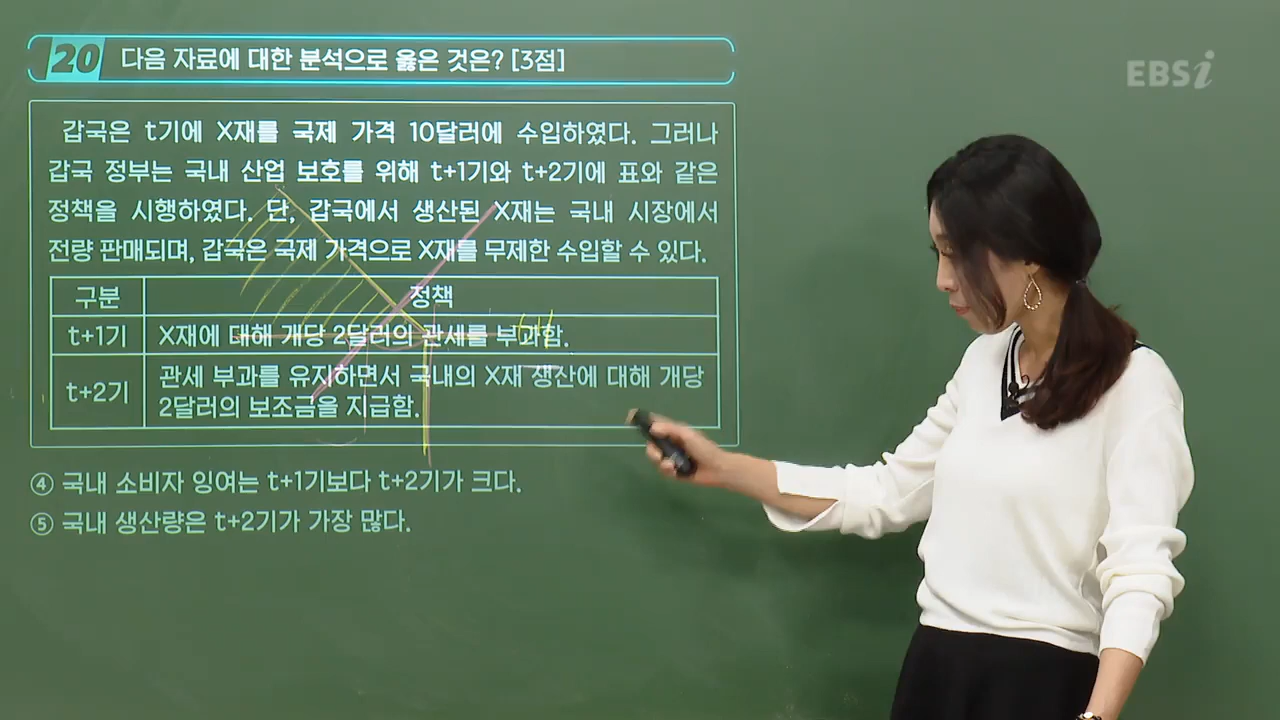 20 다음 자료에 대한 분석으로 옳은 것은? [3점]
EBSi
갑국은 t기에 X재를 국제 가격 10달러에 수입하였다. 그러나
갑국 정부는 국내 산업 보호를 위해 t+1기와 t+2기에 표와 같은
정책을 시행하였다. 단, 갑국에서 생산된 X재는 국내 시장에서
전량 판매되며, 갑국은 국제 가격으로 X재를 무제한 수입할 수 있다.
구분 정책
t+1기 X재에 대해 개당 2달러의 관세를 부과함.
t+2기 관세 부과를 유지하면서 국내의 X재 생산에 대해 개당
2달러의 보조금을 지급함.
④ 국내 소비자 잉여는 t+1기보다 t+2기가 크다.
⑤ 국내 생산량은 t+2기가 가장 많다.